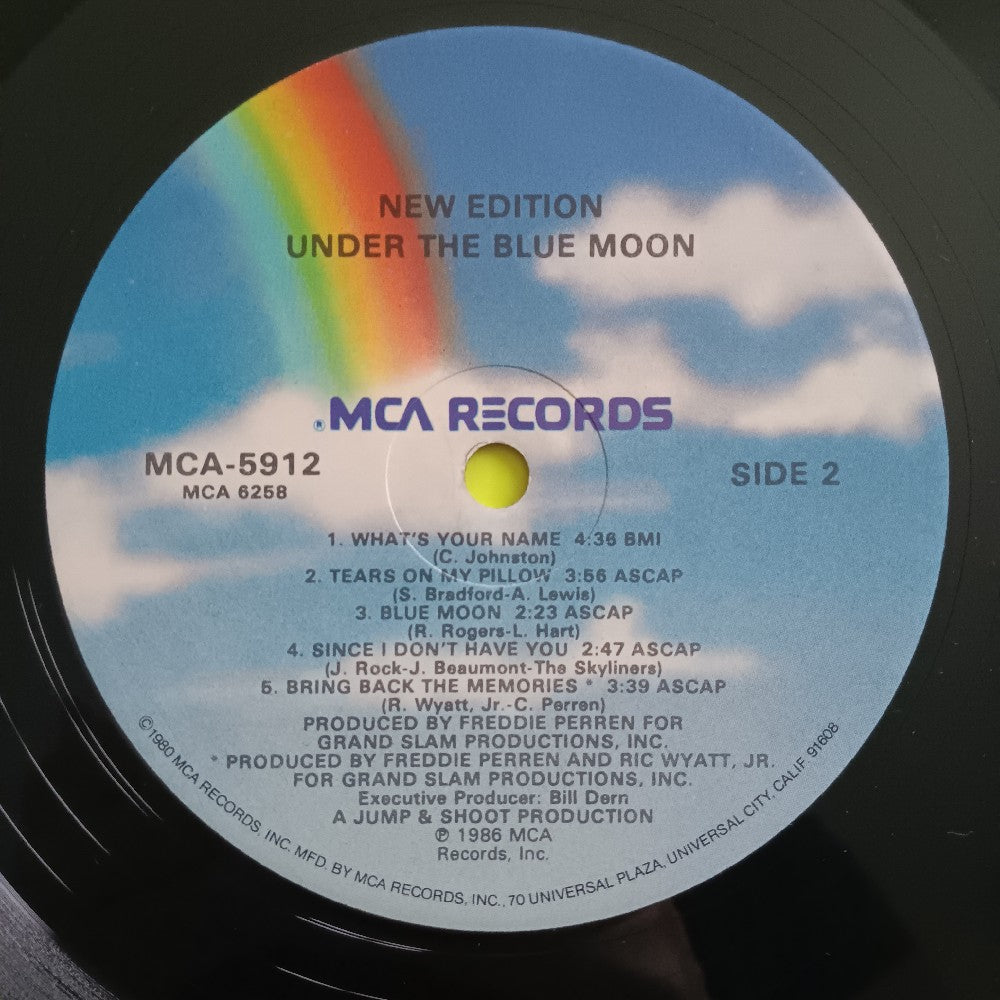 NEW EDITION
UNDER THE BLUE MOON
® MCA RECORDS
MCA-5912
MCA 6258
SIDE 2
1. WHAT'S YOUR NAME 4:36 BMI
(C. Johnston)
2. TEARS ON MY PILLOW 3:56 ASCAP
(S. Bradford-A. Lewis)
3. BLUE MOON 2:23 ASCAP
(R. Rogers-L. Hart)
4. SINCE I DON'T HAVE YOU 2:47 ASCAP
(J. Rock-J. Beaumont-The Skyliners)
5. BRING BACK THE MEMORIES * 3:39 ASCAP
(R. Wyatt, Jr.-C. Perren)
PRODUCED BY FREDDIE PERREN FOR
GRAND SLAM PRODUCTIONS, INC.
* PRODUCED BY FREDDIE PERREN AND RIC WYATT, JR.
FOR GRAND SLAM PRODUCTIONS, INC.
Executive Producer: Bill Dern
A JUMP & SHOOT PRODUCTION
℗ 1986 MCA
Records, Inc.
©1980 MCA RECORDS, INC. MFD. BY MCA RECORDS, INC., 70 UNIVERSAL PLAZA, UNIVERSAL CITY, CALIF. 91608